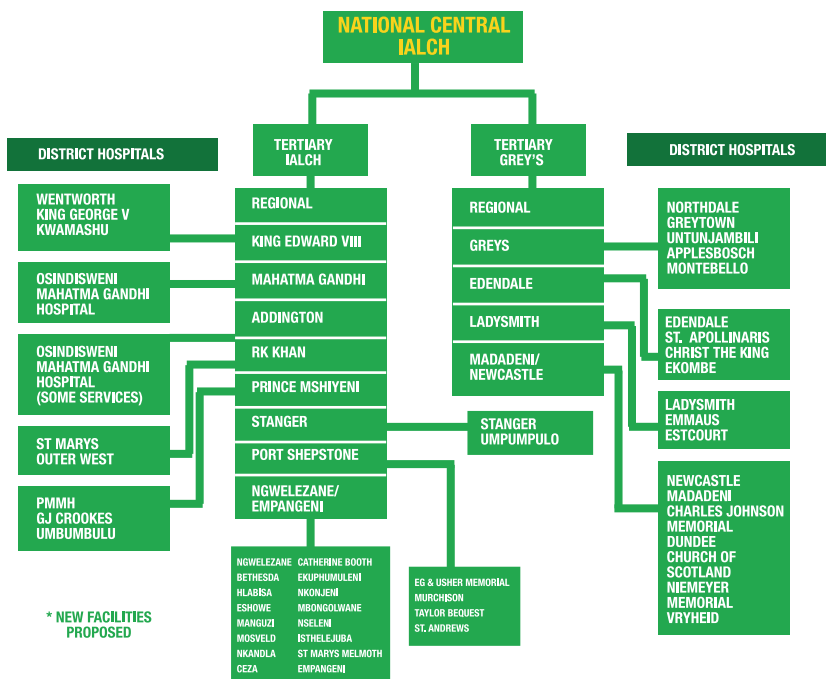 NATIONAL CENTRAL
IALCH
TERTIARY
IALCH
TERTIARY
GREY'S
DISTRICT HOSPITALS
WENTWORTH
KING GEORGE V
KWAMASHU
OSINDISWENI
MAHATMA GANDHI
HOSPITAL
OSINDISWENI
MAHATMA GANDHI
HOSPITAL
(SOME SERVICES)
ST MARYS
OUTER WEST
PMMH
GJ CROOKES
UMBUMBULU
* NEW FACILITIES
PROPOSED
REGIONAL
KING EDWARD VIII
MAHATMA GANDHI
ADDINGTON
RK KHAN
PRINCE MSHIYENI
STANGER
PORT SHEPSTONE
NGWELEZANE/
EMPANGENI
NGWELEZANE CATHERINE BOOTH
BETHESDA EKUPHUMULENI
HLABISA NKONJENI
ESHOWE MBONGOLWANE
MANGUZI NSELENI
MOSVELD ISTHELEJUBA
NKANDLA ST MARYS MELMOTH
CEZA EMPANGENI
STANGER
UMPUMPULO
EG & USHER MEMORIAL
MURCHISON
TAYLOR BEQUEST
ST. ANDREWS
REGIONAL
GREYS
EDENDALE
LADYSMITH
MADADENI/
NEWCASTLE
DISTRICT HOSPITALS
NORTHDALE
GREYTOWN
UNTUNJAMBILI
APPLESBOSCH
MONTEBELLO
EDENDALE
ST. APOLLINARIS
CHRIST THE KING
EKOMBE
LADYSMITH
EMMAUS
ESTCOURT
NEWCASTLE
MADADENI
CHARLES JOHNSON
MEMORIAL
DUNDEE
CHURCH OF
SCOTLAND
NIEMEYER
MEMORIAL
VRYHEID